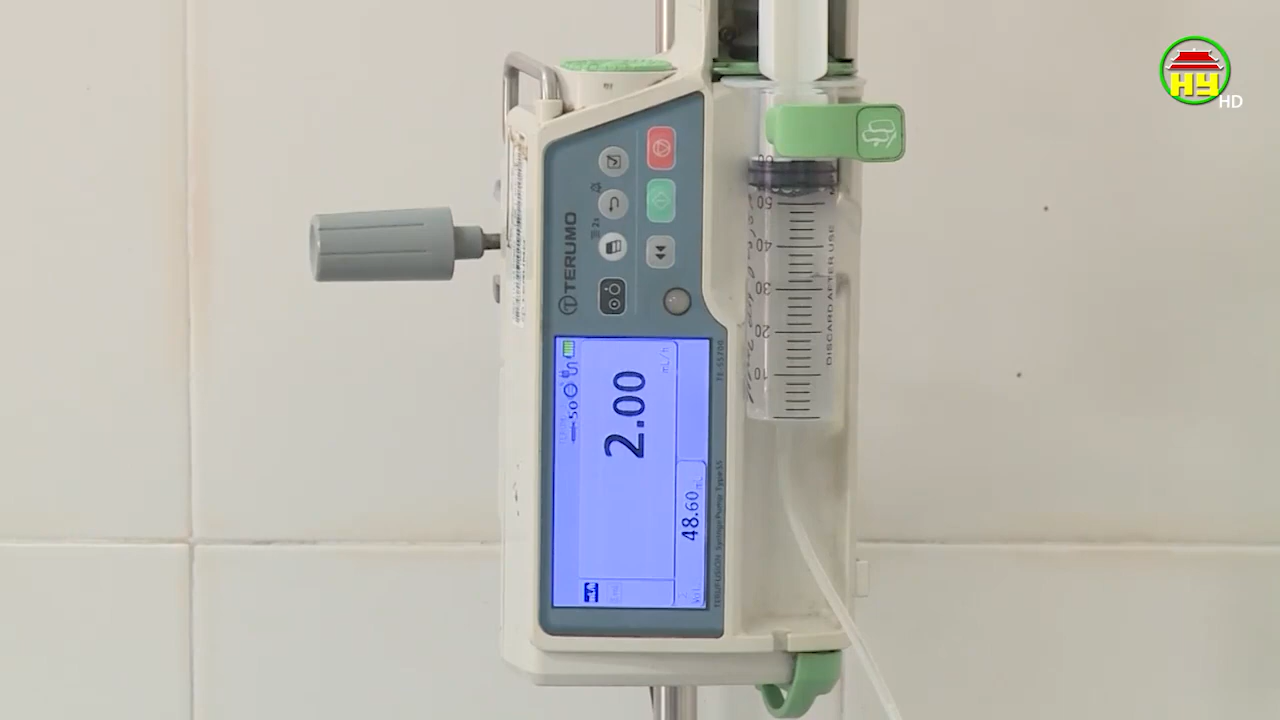 HY
HD
TERUMO
2s
50
2.00
mL/h
48.60 mL
TE-SS700
TERUFUSION Syringe Pump Type SS
50
40
30
20
10
DISCARD AFTER USE